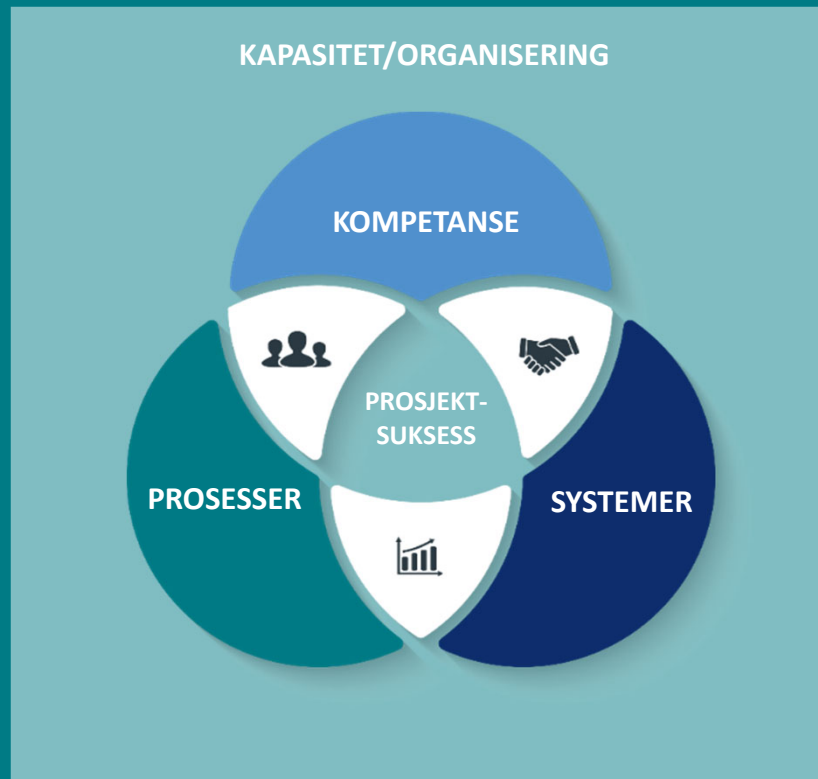 KAPASITET/ORGANISERING
KOMPETANSE
PROSJEKT-
SUKSESS
PROSESSER
SYSTEMER